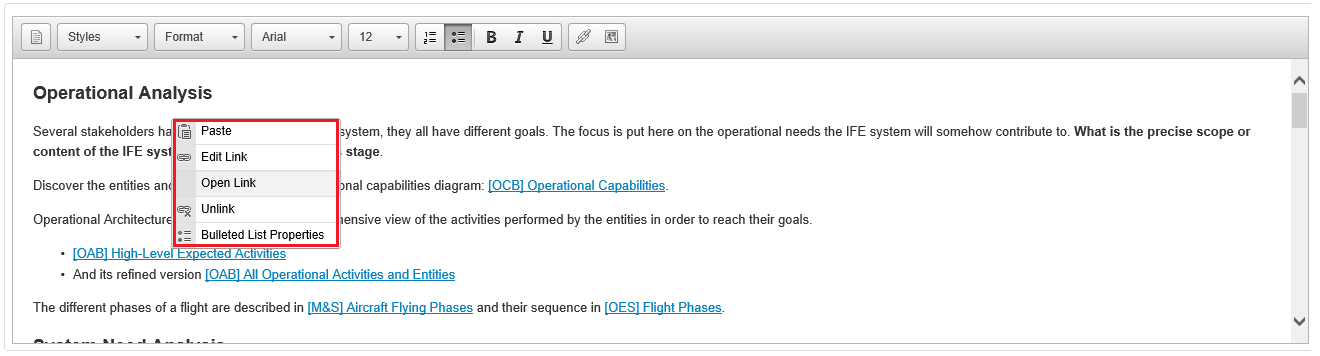 Styles Format Arial 12 B I U
Operational Analysis
Several stakeholders ha system, they all have different goals. The focus is put here on the operational needs the IFE system will somehow contribute to. What is the precise scope or
content of the IFE syst s stage.
Discover the entities and onal capabilities diagram: [OCB] Operational Capabilities.
Operational Architecture hensive view of the activities performed by the entities in order to reach their goals.
Paste
Edit Link
Open Link
Unlink
Bulleted List Properties
• [OAB] High-Level Expected Activities
• And its refined version [OAB] All Operational Activities and Entities
The different phases of a flight are described in [M&S] Aircraft Flying Phases and their sequence in [OES] Flight Phases.
System Need Analysis